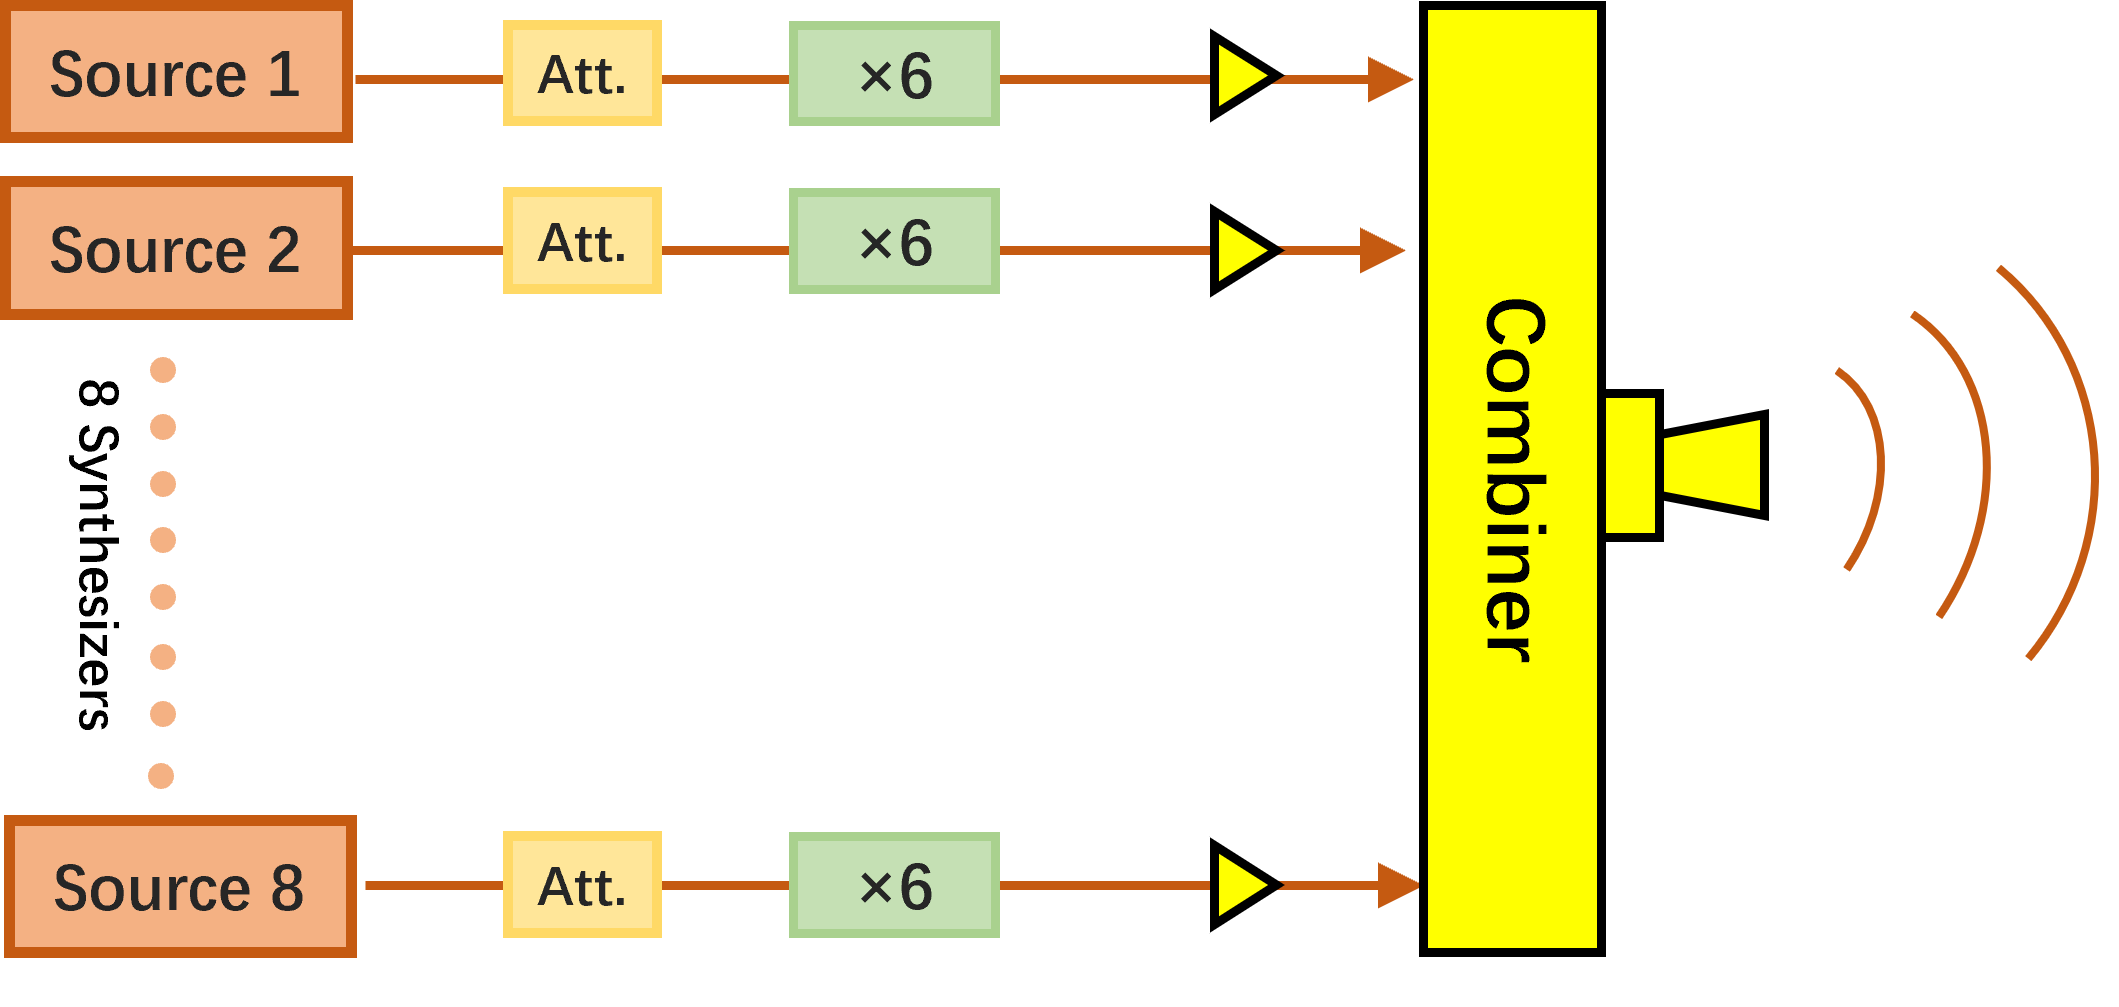 Source 1
Att.
×6
Source 2
Att.
×6
8 Synthesizers
Combiner
Source 8
Att.
×6